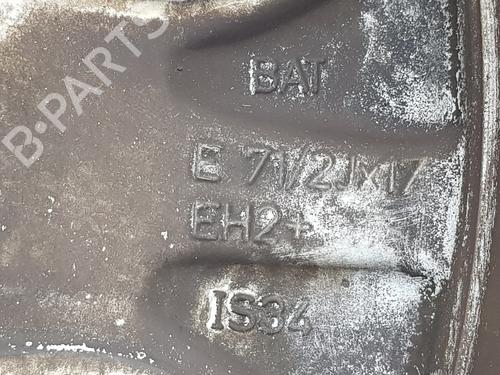 B-PARTS
BAT
E 71/2Jx17
EH2+
IS34